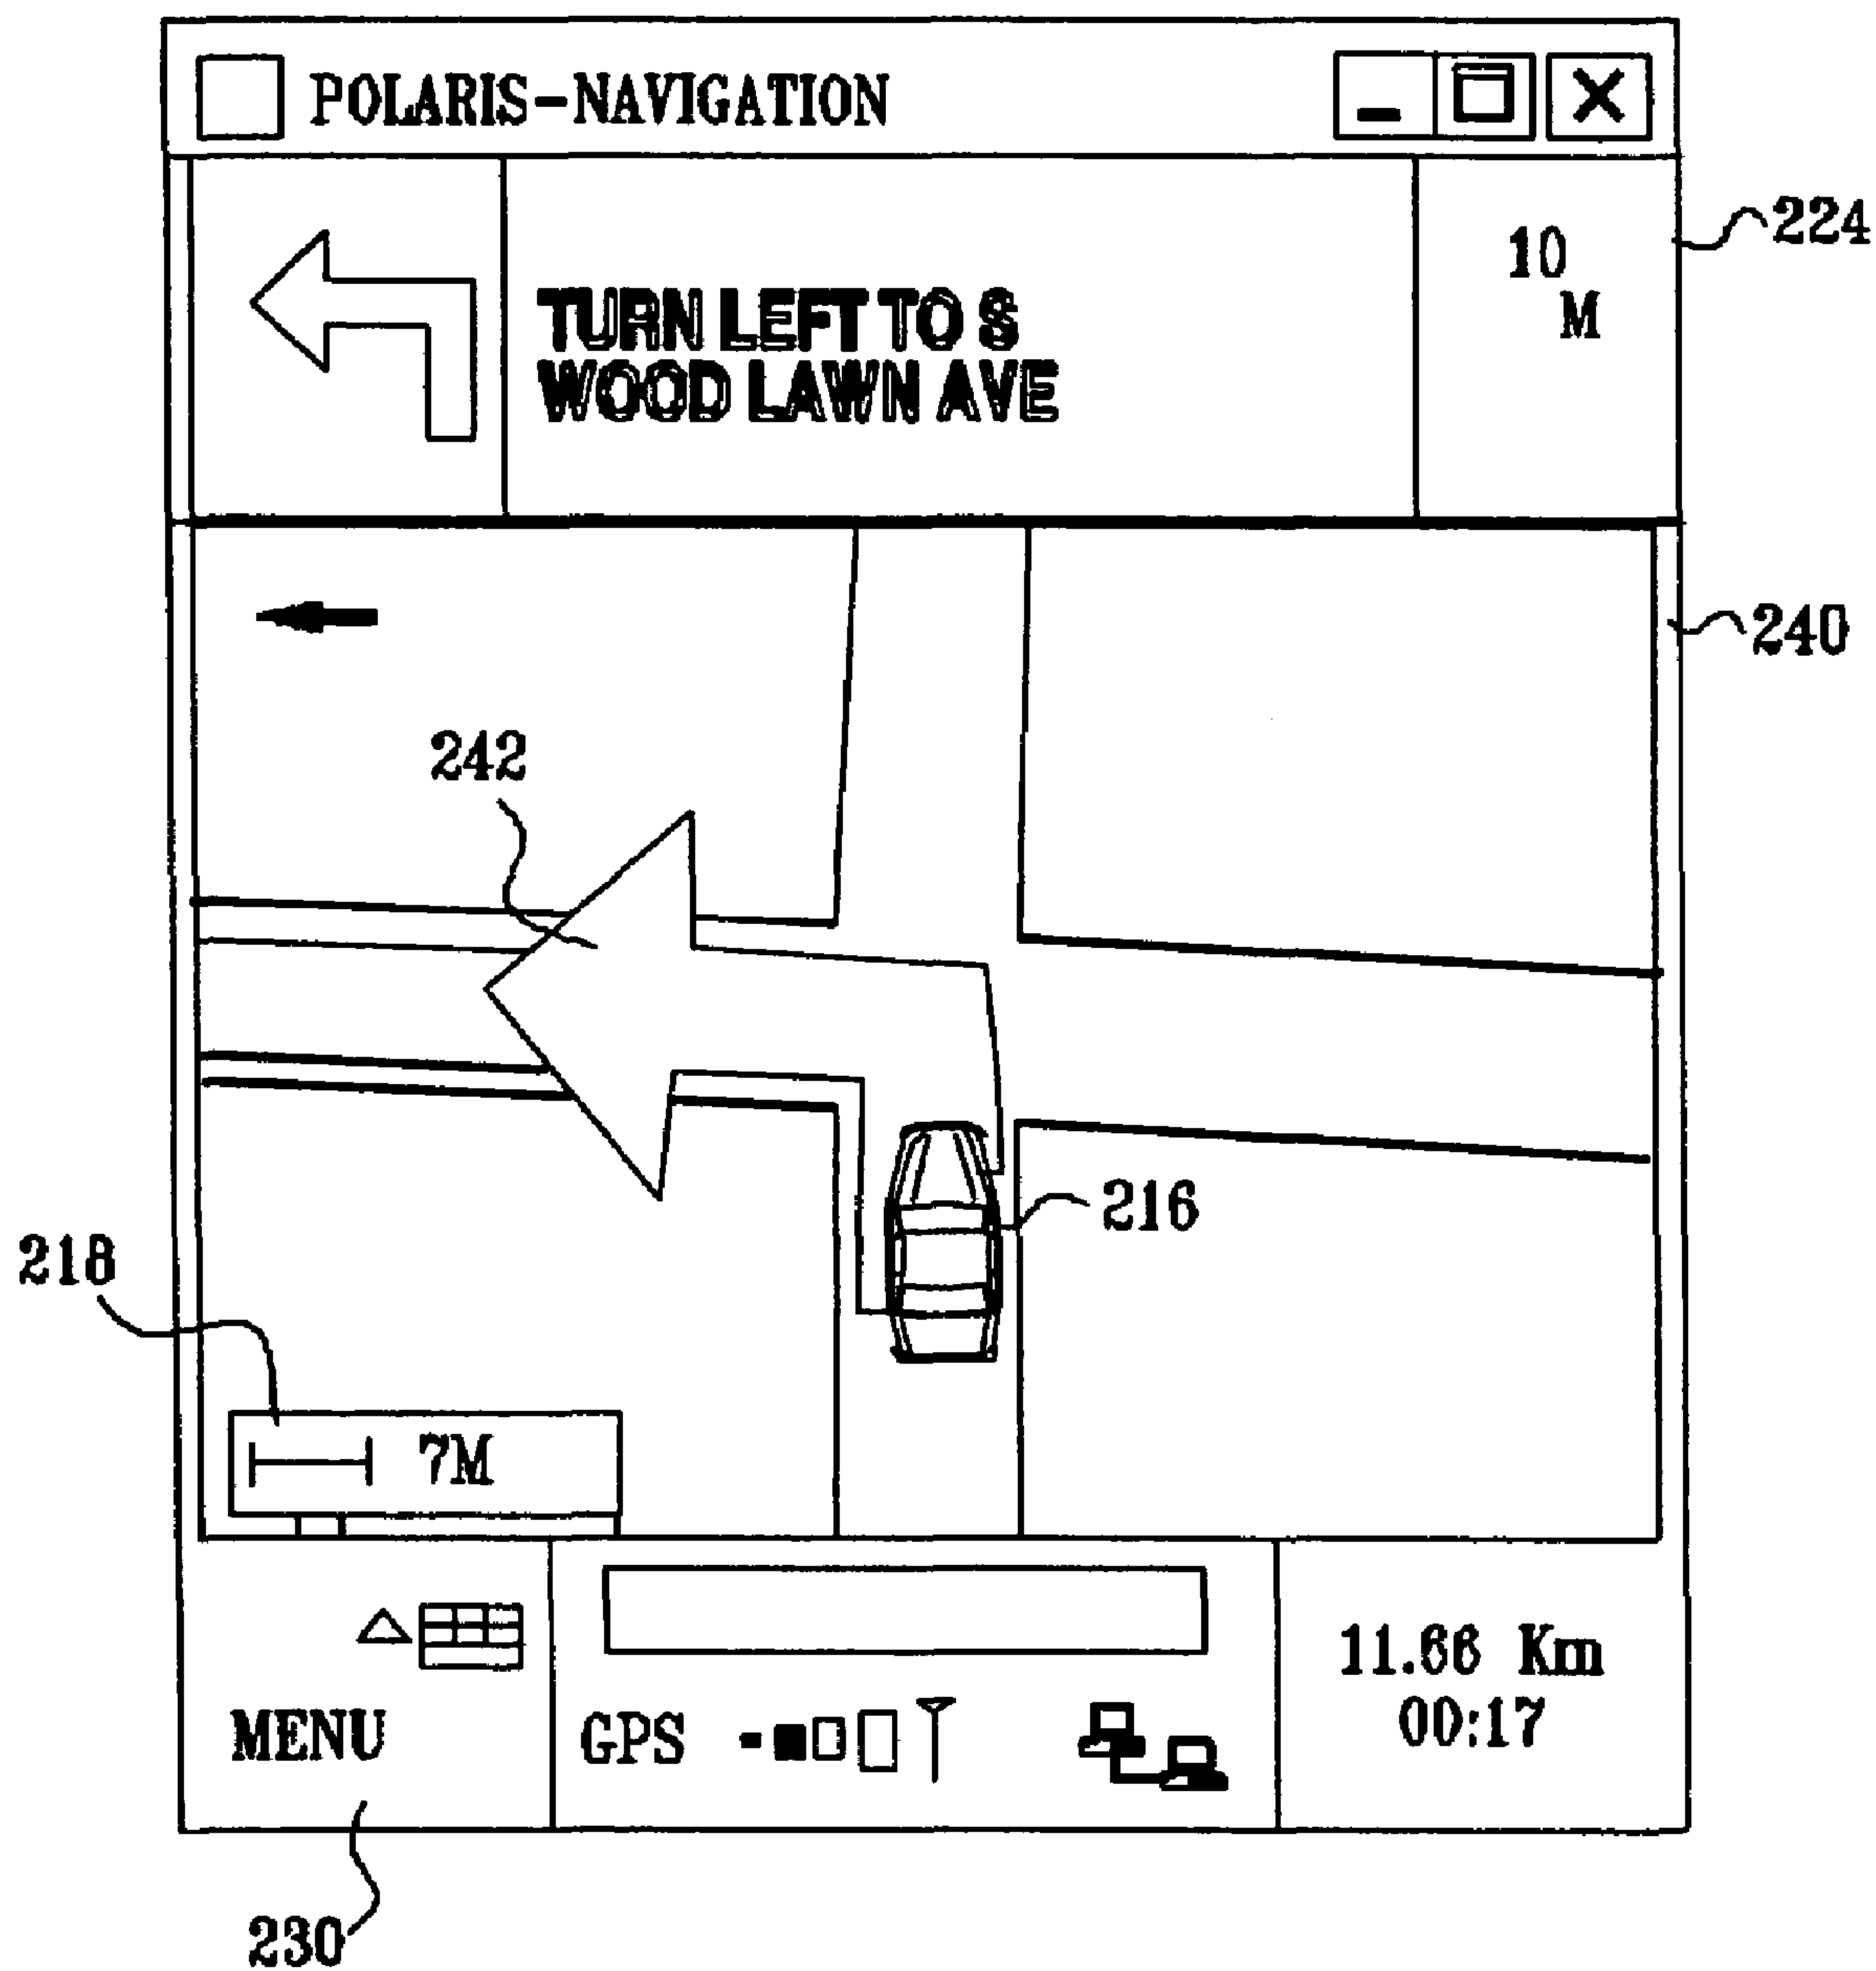 POLARIS-NAVIGATION
224
10
M
TURN LEFT TO S
WOOD LAWN AVE
240
242
216
218
7M
11.66 Km
00:17
MENU
GPS
230